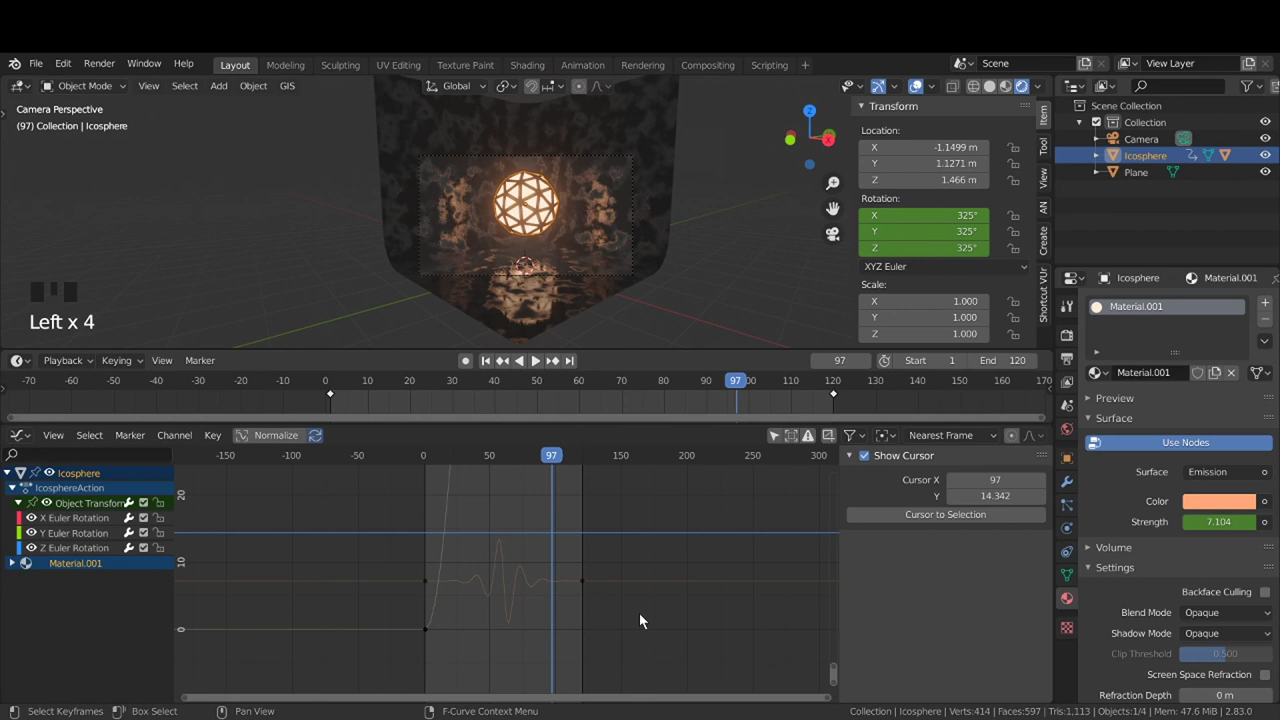 File Edit Render Window Help Layout Modeling Sculpting UV Editing Texture Paint Shading Animation Rendering Compositing Scripting + Scene View Layer
Object Mode View Select Add Object GIS Global
Camera Perspective
(97) Collection | Icosphere
Left x 4
Transform
Location:
X -1.1499 m
Y 1.1271 m
Z 1.466 m
Rotation:
X 325°
Y 325°
Z 325°
XYZ Euler
Scale:
X 1.000
Y 1.000
Z 1.000
Item
Tool
View
AN
Create
Shortcut VUr
Z
X
Scene Collection
Collection
Camera
Icosphere
Plane
Playback Keying View Marker 97 Start 1 End 120
-70 -60 -50 -40 -30 -20 -10 0 10 20 30 40 50 60 70 80 90 97 00 110 120 130 140 150 160 170
View Select Marker Channel Key Normalize Nearest Frame
-150 -100 -50 0 50 97 150 200 250 300
20
10
0
Icosphere
IcosphereAction
Object Transform
X Euler Rotation
Y Euler Rotation
Z Euler Rotation
Material.001
Show Cursor
Cursor X 97
Y 14.342
Cursor to Selection
Icosphere Material.001
Material.001
Material.001
Preview
Surface
Use Nodes
Surface Emission
Color
Strength 7.104
Volume
Settings
Backface Culling
Blend Mode Opaque
Shadow Mode Opaque
Clip Threshold 0.500
Screen Space Refraction
Refraction Depth 0 m
Select Keyframes Box Select Pan View F-Curve Context Menu Collection | Icosphere | Verts:414 | Faces:597 | Tris:1,113 | Objects:1/4 | Mem: 47.6 MiB | 2.83.0